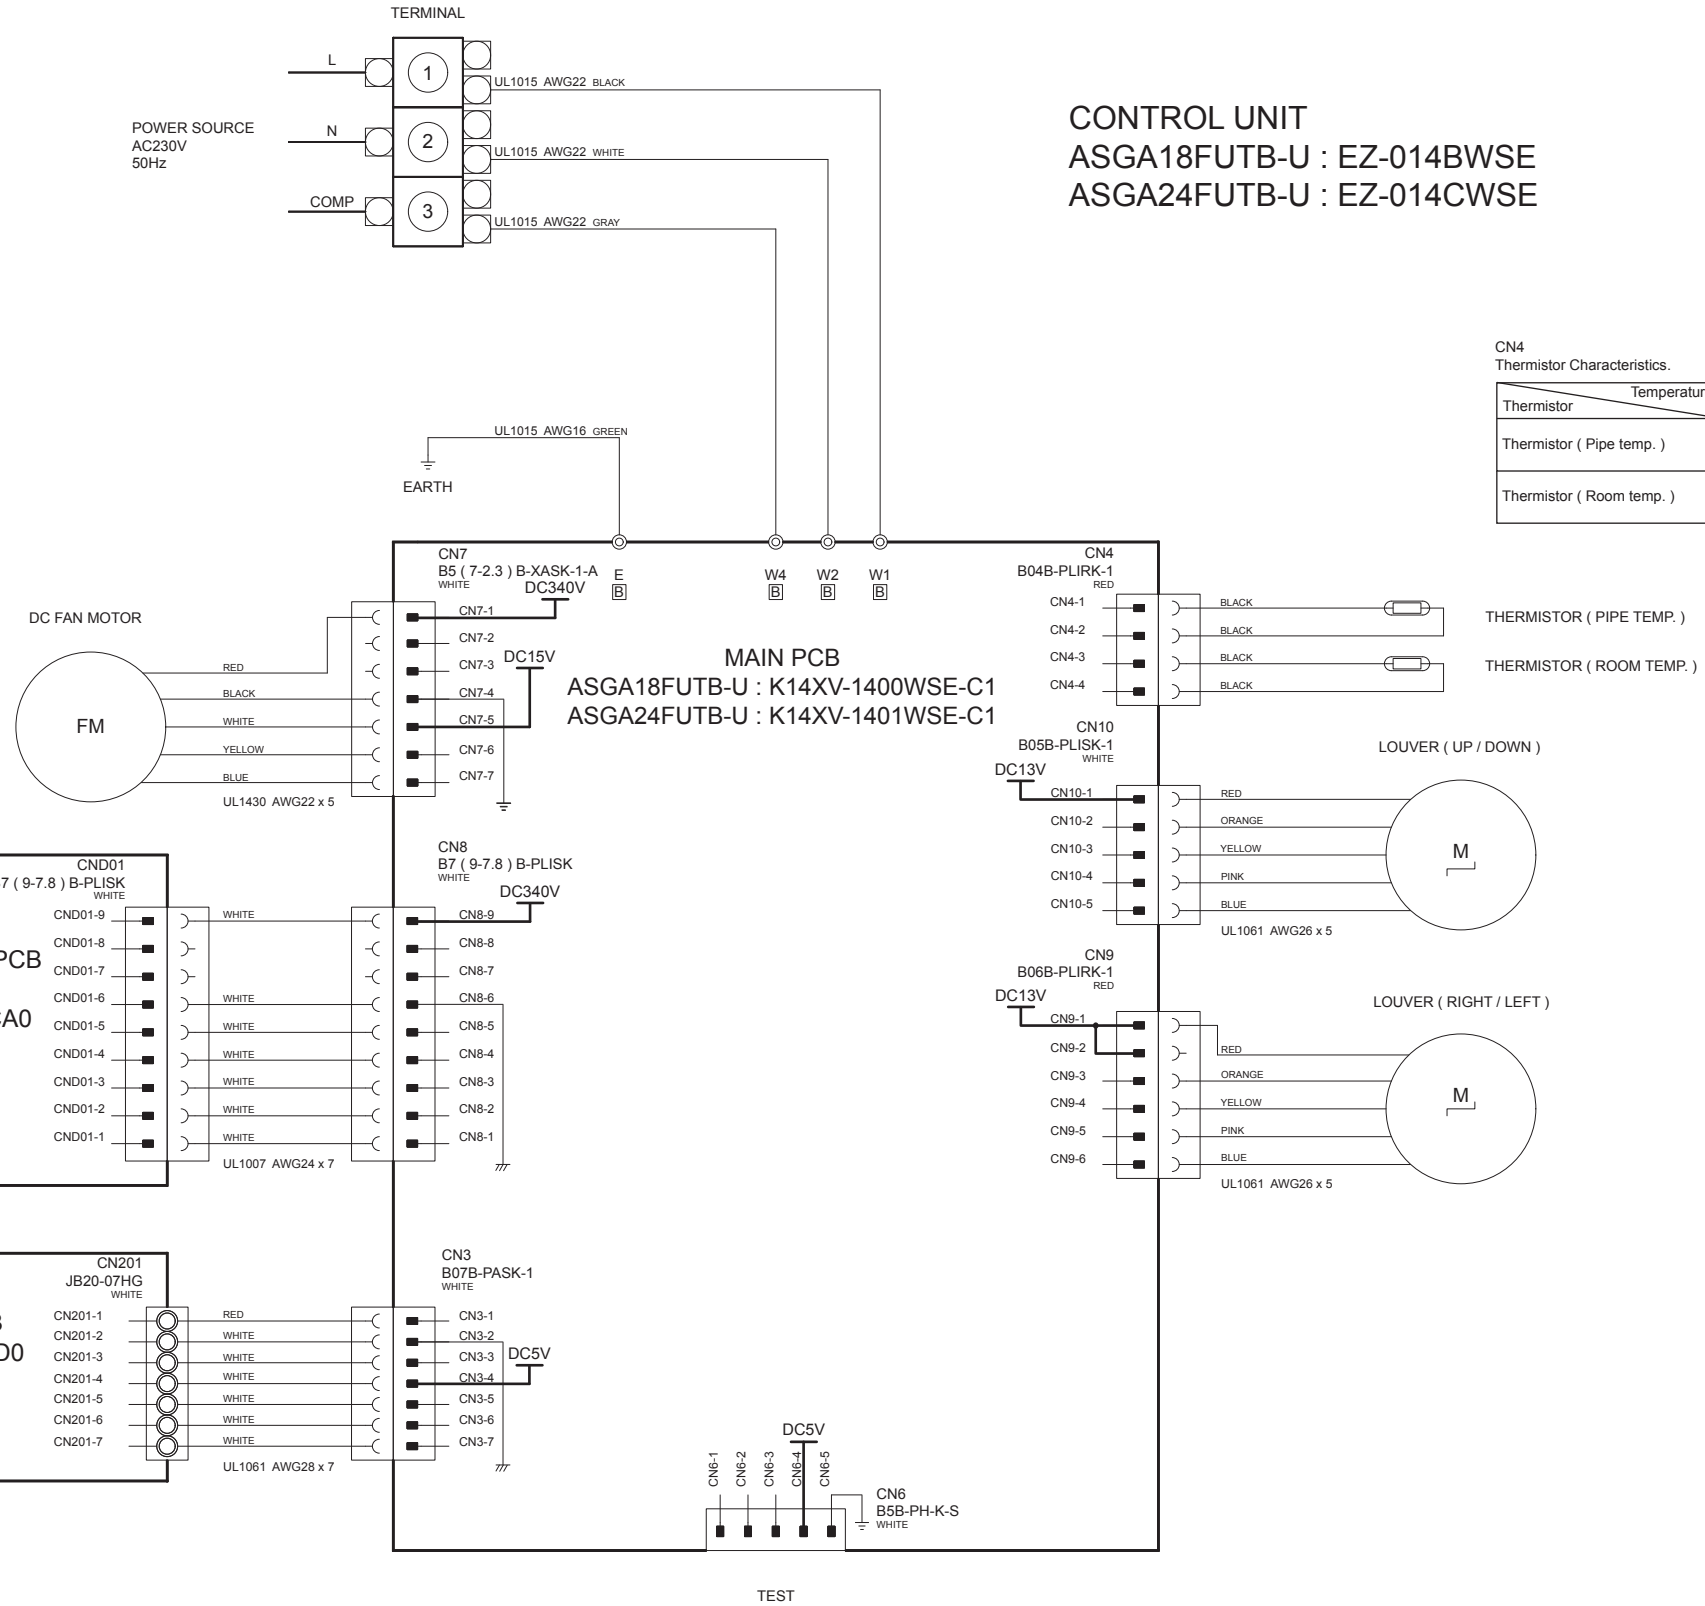 TERMINAL
L
1
UL1015 AWG22 BLACK
POWER SOURCE
AC230V
50Hz
N
2
UL1015 AWG22 WHITE
COMP
3
UL1015 AWG22 GRAY
CONTROL UNIT
ASGA18FUTB-U : EZ-014BWSE
ASGA24FUTB-U : EZ-014CWSE
CN4
Thermistor Characteristics.
Temperatur
Thermistor
Thermistor ( Pipe temp. )
Thermistor ( Room temp. )
UL1015 AWG16 GREEN
EARTH
E
B
W4
B
W2
B
W1
B
MAIN PCB
ASGA18FUTB-U : K14XV-1400WSE-C1
ASGA24FUTB-U : K14XV-1401WSE-C1
CN7
B5 ( 7-2.3 ) B-XASK-1-A
WHITE
DC340V
CN7-1
CN7-2
CN7-3
DC15V
CN7-4
CN7-5
CN7-6
CN7-7
DC FAN MOTOR
FM
RED
BLACK
WHITE
YELLOW
BLUE
UL1430 AWG22 x 5
CN4
B04B-PLIRK-1
RED
CN4-1
CN4-2
CN4-3
CN4-4
BLACK
BLACK
BLACK
BLACK
THERMISTOR ( PIPE TEMP. )
THERMISTOR ( ROOM TEMP. )
CN10
B05B-PLISK-1
WHITE
DC13V
CN10-1
CN10-2
CN10-3
CN10-4
CN10-5
RED
ORANGE
YELLOW
PINK
BLUE
UL1061 AWG26 x 5
LOUVER ( UP / DOWN )
M
CN9
B06B-PLIRK-1
RED
DC13V
CN9-1
CN9-2
CN9-3
CN9-4
CN9-5
CN9-6
RED
ORANGE
YELLOW
PINK
BLUE
UL1061 AWG26 x 5
LOUVER ( RIGHT / LEFT )
M
CND01
7 ( 9-7.8 ) B-PLISK
WHITE
CND01-9
CND01-8
CND01-7
CND01-6
CND01-5
CND01-4
CND01-3
CND01-2
CND01-1
PCB
CA0
WHITE
WHITE
WHITE
WHITE
WHITE
WHITE
WHITE
UL1007 AWG24 x 7
CN8
B7 ( 9-7.8 ) B-PLISK
WHITE
DC340V
CN8-9
CN8-8
CN8-7
CN8-6
CN8-5
CN8-4
CN8-3
CN8-2
CN8-1
CN201
JB20-07HG
WHITE
CN201-1
CN201-2
CN201-3
CN201-4
CN201-5
CN201-6
CN201-7
D0
RED
WHITE
WHITE
WHITE
WHITE
WHITE
WHITE
UL1061 AWG28 x 7
CN3
B07B-PASK-1
WHITE
CN3-1
CN3-2
CN3-3
DC5V
CN3-4
CN3-5
CN3-6
CN3-7
DC5V
CN6-1
CN6-2
CN6-3
CN6-4
CN6-5
CN6
B5B-PH-K-S
WHITE
TEST